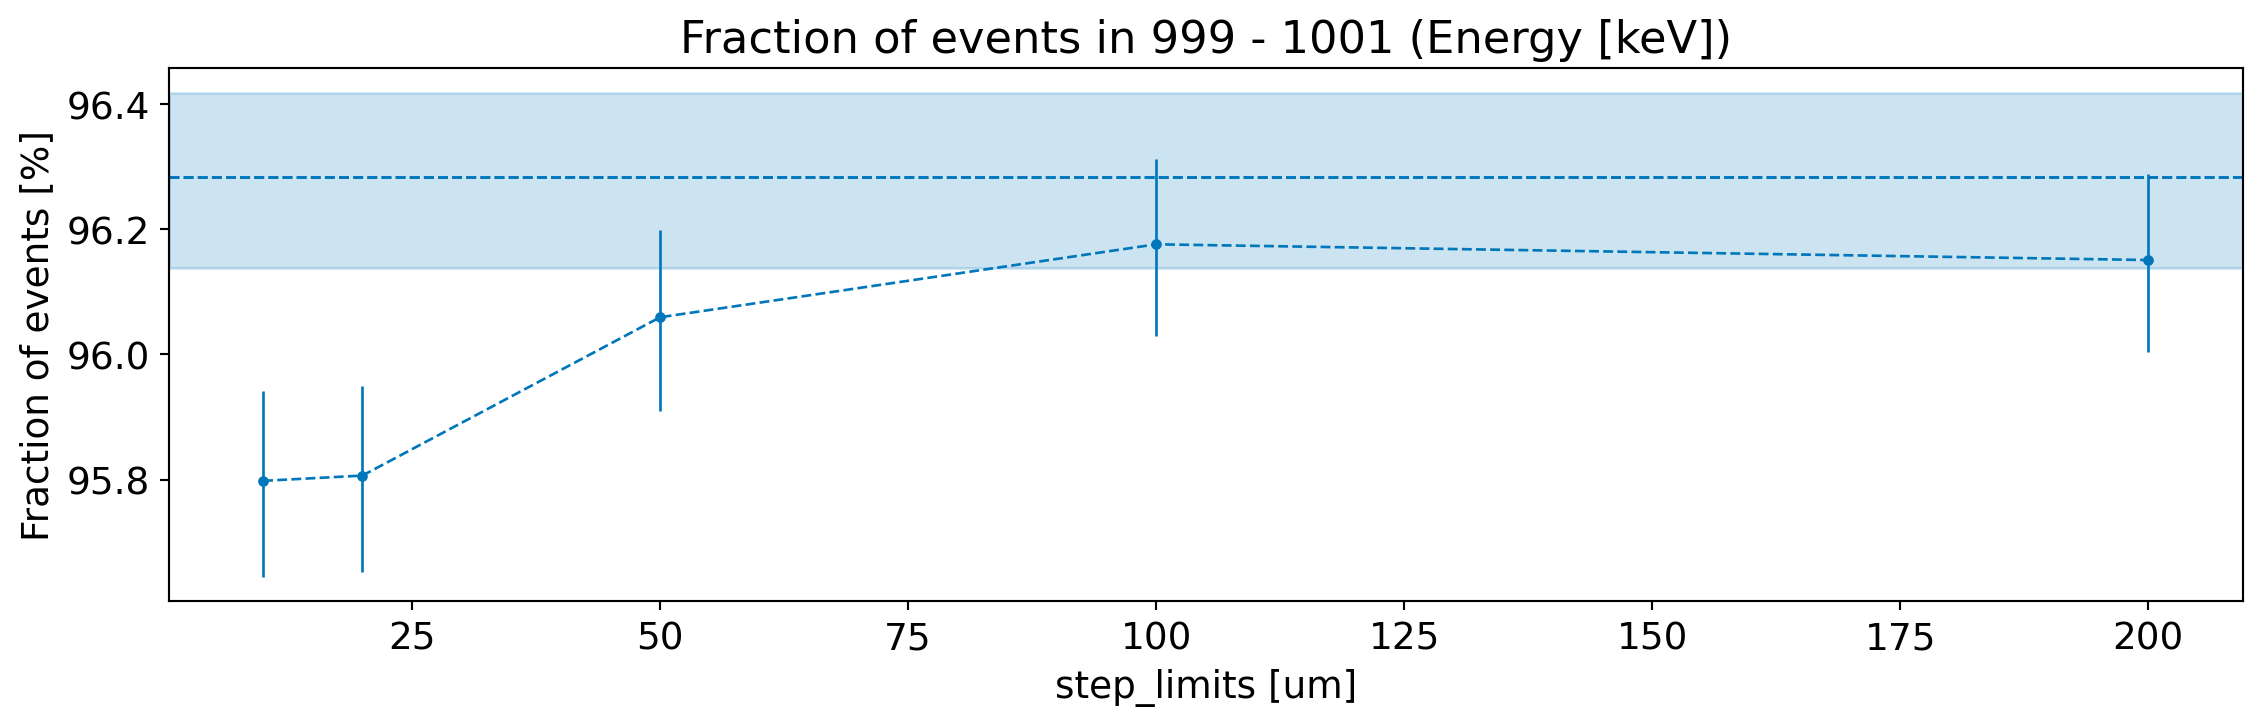 Fraction of events in 999 - 1001 (Energy [keV])
Fraction of events [%]
96.4
96.2
96.0
95.8
25 50 75 100 125 150 175 200
step_limits [um]